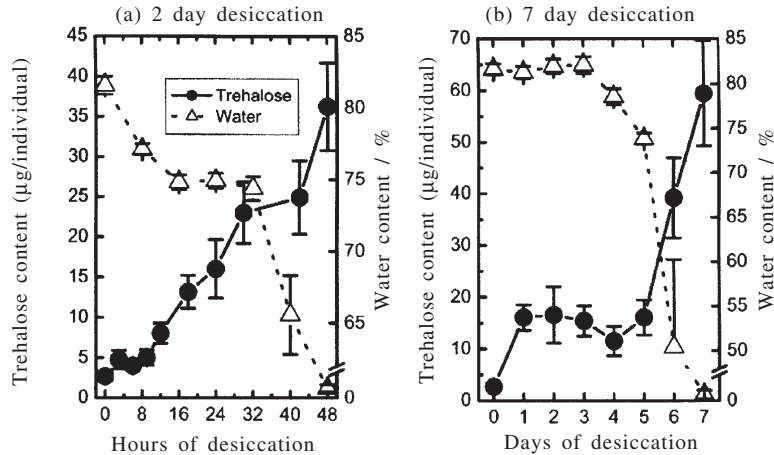 (a) 2 day desiccation
45
40
35
30
25
20
15
10
5
0
Trehalose content (µg/individual)
Trehalose
Water
85
80
75
70
65
0
Water content / %
0 8 16 24 32 40 48
Hours of desiccation
(b) 7 day desiccation
70
60
50
40
30
20
10
0
Trehalose content (µg/individual)
85
80
75
70
65
60
55
50
0
Water content / %
0 1 2 3 4 5 6 7
Days of desiccation